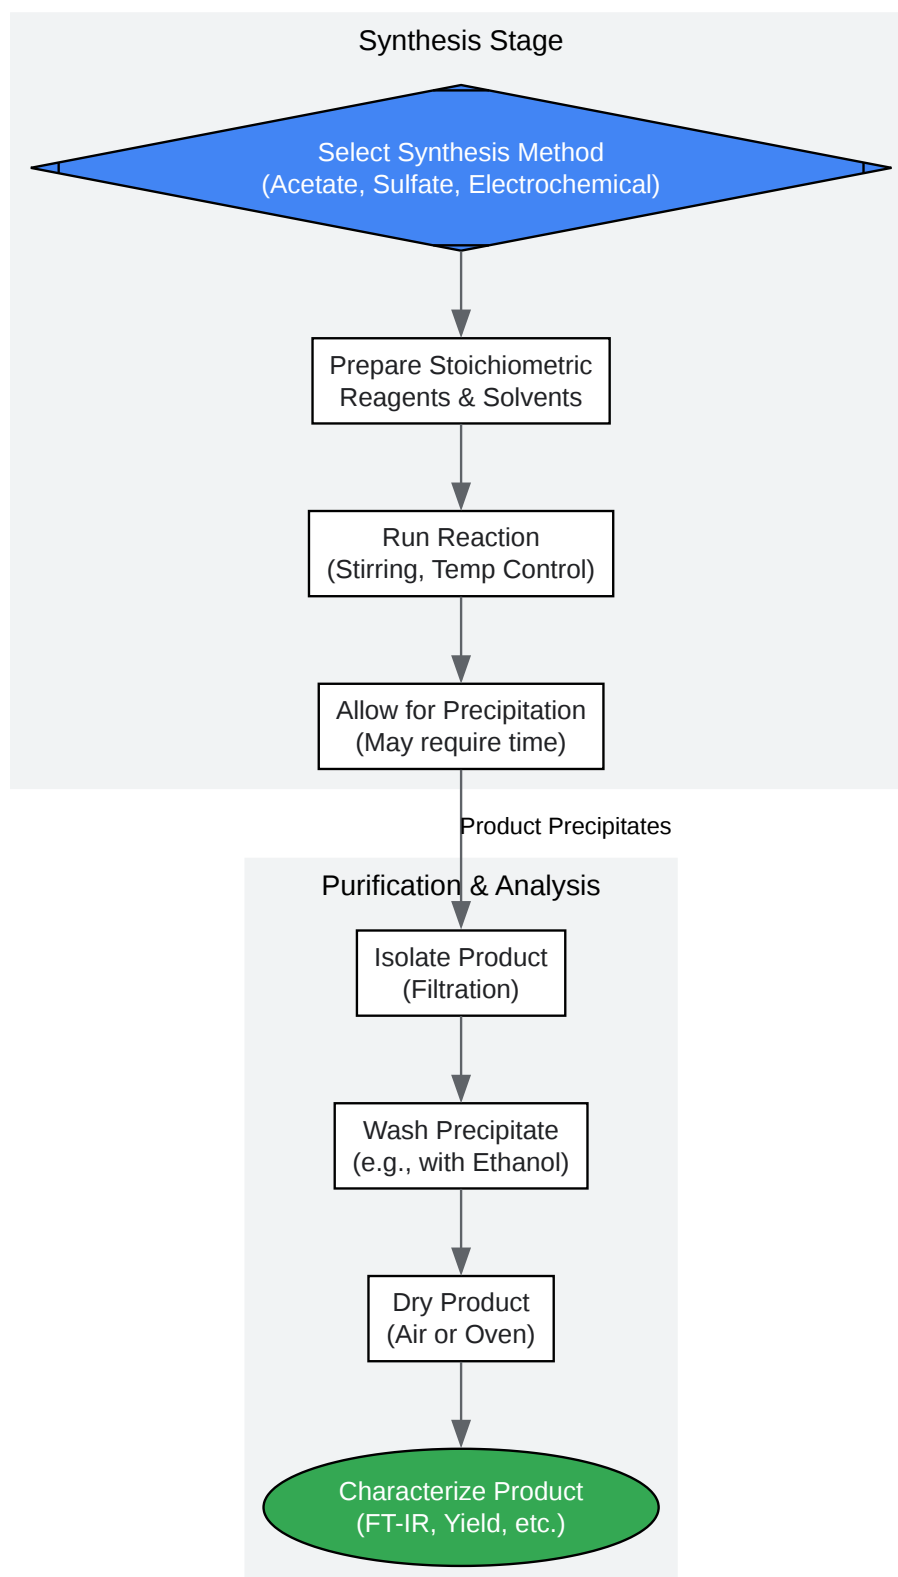 Synthesis Stage
Select Synthesis Method
(Acetate, Sulfate, Electrochemical)
Prepare Stoichiometric
Reagents & Solvents
Run Reaction
(Stirring, Temp Control)
Allow for Precipitation
(May require time)
Product Precipitates
Purification & Analysis
Isolate Product
(Filtration)
Wash Precipitate
(e.g., with Ethanol)
Dry Product
(Air or Oven)
Characterize Product
(FT-IR, Yield, etc.)